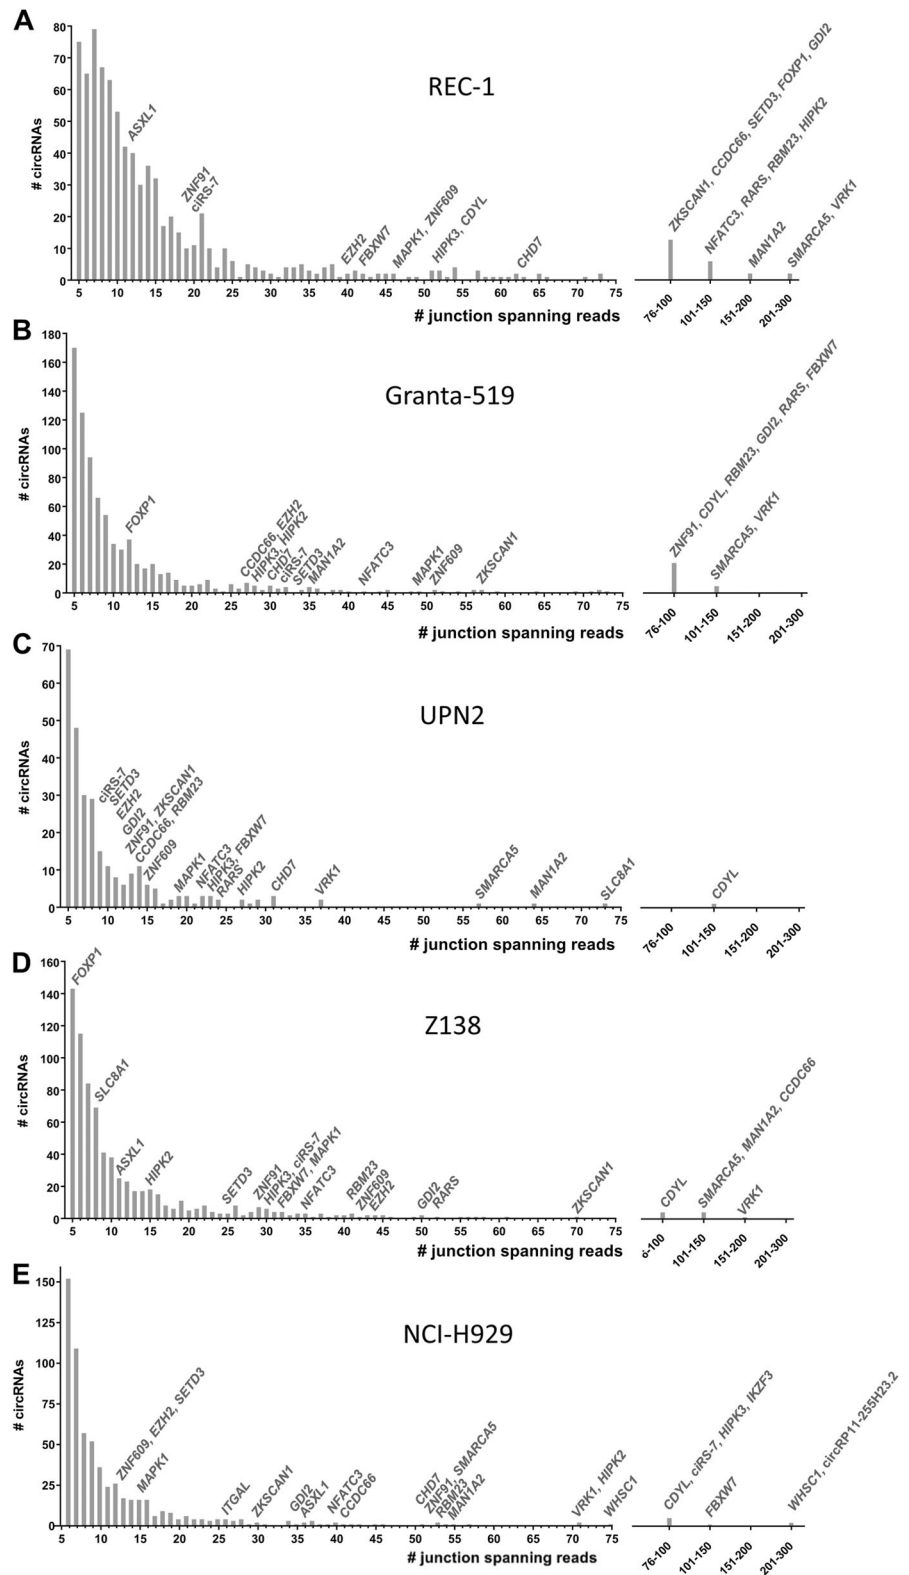 A
REC-1
# circRNAs
80
70
60
50
40
30
20
10
0
ASXL1
ZNF91
ciRS-7
EZH2
FBXW7
MAPK1, ZNF609
HIPK3, CDYL
CHD7
ZKSCAN1, CCDC66, SETD3, FOXP1, GDI2
NFATC3, RARS, RBM23, HIPK2
MAN1A2
SMARCA5, VRK1
5 10 15 20 25 30 35 40 45 50 55 60 65 70 75
76-100 101-150 151-200 201-300
# junction spanning reads
B
Granta-519
# circRNAs
180
160
140
120
100
80
60
40
20
0
FOXP1
CCDC66, EZH2
HIPK3, HIPK2
CHD7
ciRS-7
SETD3
MAN1A2
NFATC3
MAPK1
ZNF609
ZKSCAN1
ZNF91, CDYL, RBM23, GDI2, RARS, FBXW7
SMARCA5, VRK1
5 10 15 20 25 30 35 40 45 50 55 60 65 70 75
76-100 101-150 151-200 201-300
# junction spanning reads
C
UPN2
# circRNAs
70
60
50
40
30
20
10
0
ciRS-7
SETD3
EZH2
GDI2
ZNF91, ZKSCAN1
CCDC66, RBM23
ZNF609
MAPK1
NFATC3
HIPK3, FBXW7
RARS
HIPK2
CHD7
VRK1
SMARCA5
MAN1A2
SLC8A1
CDYL
5 10 15 20 25 30 35 40 45 50 55 60 65 70 75
76-100 101-150 151-200 201-300
# junction spanning reads
D
Z138
# circRNAs
160
140
120
100
80
60
40
20
0
FOXP1
SLC8A1
ASXL1
HIPK2
SETD3
ZNF91
HIPK3, ciRS-7
FBXW7, MAPK1
NFATC3
RBM23
ZNF609
EZH2
GDI2
RARS
ZKSCAN1
CDYL
SMARCA5, MAN1A2, CCDC66
VRK1
5 10 15 20 25 30 35 40 45 50 55 60 65 70 75
6-100 101-150 151-200 201-300
# junction spanning reads
E
NCI-H929
# circRNAs
150
125
100
75
50
25
0
ZNF609, EZH2, SETD3
MAPK1
ITGAL
ZKSCAN1
GDI2
ASXL1
NFATC3
CCDC66
CHD7
ZNF91, SMARCA5
RBM23
MAN1A2
VRK1, HIPK2
WHSC1
CDYL, ciRS-7, HIPK3, IKZF3
FBXW7
WHSC1, circRP11-255H23.2
5 10 15 20 25 30 35 40 45 50 55 60 65 70 75
76-100 101-150 151-200 201-300
# junction spanning reads